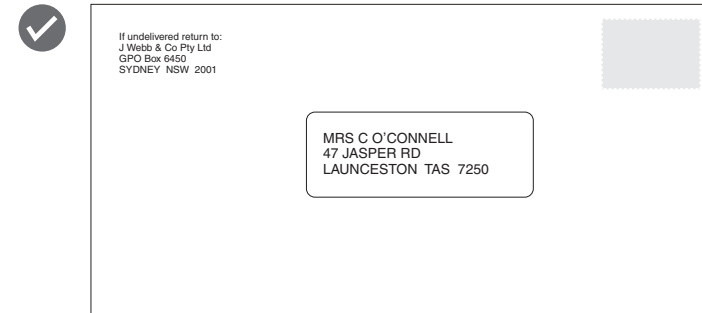 If undelivered return to:
J Webb & Co Pty Ltd
GPO Box 6450
SYDNEY  NSW  2001
MRS C O'CONNELL
47 JASPER RD
LAUNCESTON  TAS  7250